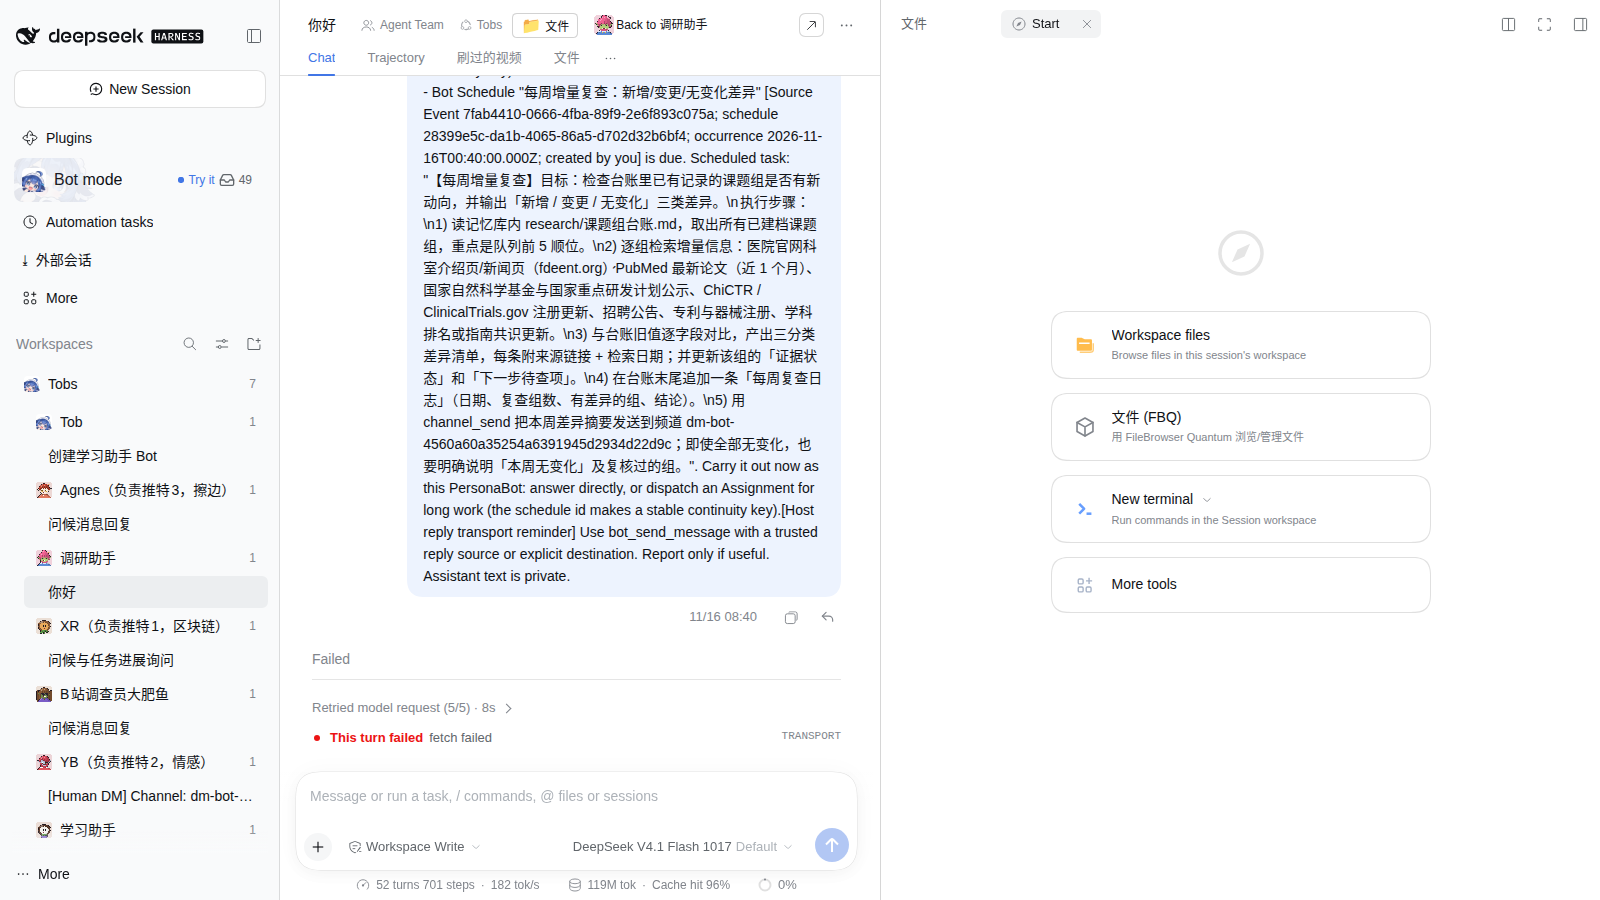 deepseek HARNESS
New Session
Plugins
Bot mode
Try it
49
Automation tasks
外部会话
More
Workspaces
Tobs
7
Tob
1
创建学习助手 Bot
Agnes（负责推特3，擦边）
1
问候消息回复
调研助手
1
你好
XR（负责推特1，区块链）
1
问候与任务进展询问
B站调查员大肥鱼
1
问候消息回复
YB（负责推特2，情感）
1
[Human DM] Channel: dm-bot-…
学习助手
1
More
你好
Agent Team
Tobs
文件
Back to 调研助手
Chat
Trajectory
刷过的视频
文件
- Bot Schedule "每周增量复查：新增/变更/无变化差异" [Source
Event 7fab4410-0666-4fba-89f9-2e6f893c075a; schedule
28399e5c-da1b-4065-86a5-d702d32b6bf4; occurrence 2026-11-
16T00:40:00.000Z; created by you] is due. Scheduled task:
"【每周增量复查】目标：检查台账里已有记录的课题组是否有新
动向，并输出「新增 / 变更 / 无变化」三类差异。\n执行步骤：
\n1) 读记忆库内 research/课题组台账.md，取出所有已建档课题
组，重点是队列前 5 顺位。\n2) 逐组检索增量信息：医院官网科
室介绍页/新闻页（fdeent.org）、PubMed 最新论文（近 1 个月）、
国家自然科学基金与国家重点研发计划公示、ChiCTR /
ClinicalTrials.gov 注册更新、招聘公告、专利与器械注册、学科
排名或指南共识更新。\n3) 与台账旧值逐字段对比，产出三分类
差异清单，每条附来源链接 + 检索日期；并更新该组的「证据状
态」和「下一步待查项」。\n4) 在台账末尾追加一条「每周复查日
志」（日期、复查组数、有差异的组、结论）。\n5) 用
channel_send 把本周差异摘要发送到频道 dm-bot-
4560a60a35254a6391945d2934d22d9c；即使全部无变化，也
要明确说明「本周无变化」及复核过的组。". Carry it out now as
this PersonaBot: answer directly, or dispatch an Assignment for
long work (the schedule id makes a stable continuity key).[Host
reply transport reminder] Use bot_send_message with a trusted
reply source or explicit destination. Report only if useful.
Assistant text is private.
11/16 08:40
Failed
Retried model request (5/5) · 8s
This turn failed fetch failed
TRANSPORT
Message or run a task, / commands, @ files or sessions
Workspace Write
DeepSeek V4.1 Flash 1017 Default
52 turns 701 steps · 182 tok/s
119M tok · Cache hit 96%
0%
文件
Start
Workspace files
Browse files in this session's workspace
文件 (FBQ)
用 FileBrowser Quantum 浏览/管理文件
New terminal
Run commands in the Session workspace
More tools